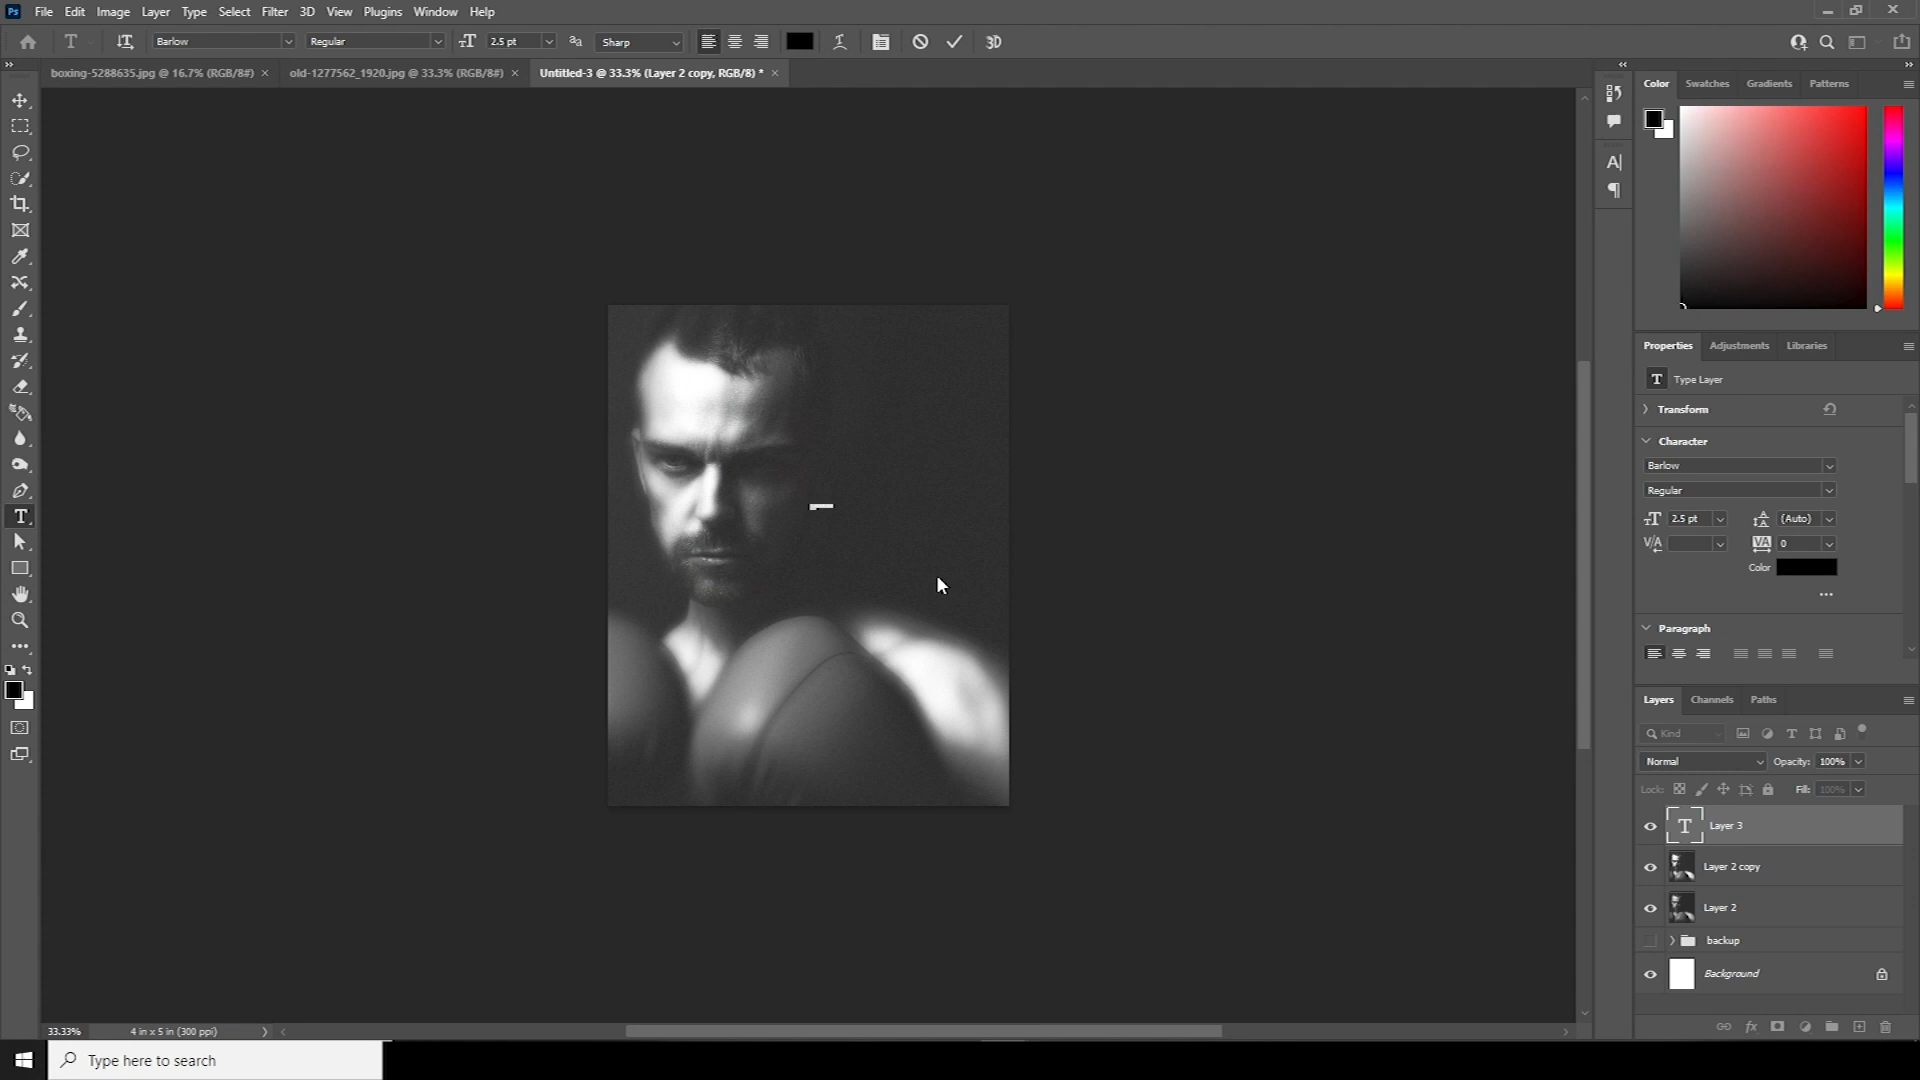 Ps File Edit Image Layer Type Select Filter 3D View Plugins Window Help
T Barlow Regular 2.5 pt Sharp 3D
boxing-5288635.jpg @ 16.7% (RGB/8#) × old-1277562_1920.jpg @ 33.3% (RGB/8#) × Untitled-3 @ 33.3% (Layer 2 copy, RGB/8) * ×
Color Swatches Gradients Patterns
Properties Adjustments Libraries
T Type Layer
Transform
Character
Barlow
Regular
2.5 pt (Auto)
0
Color
Paragraph
Layers Channels Paths
Kind
Normal Opacity: 100%
Lock: Fill: 100%
T Layer 3
Layer 2 copy
Layer 2
backup
Background
33.33% 4 in x 5 in (300 ppi)
Type here to search